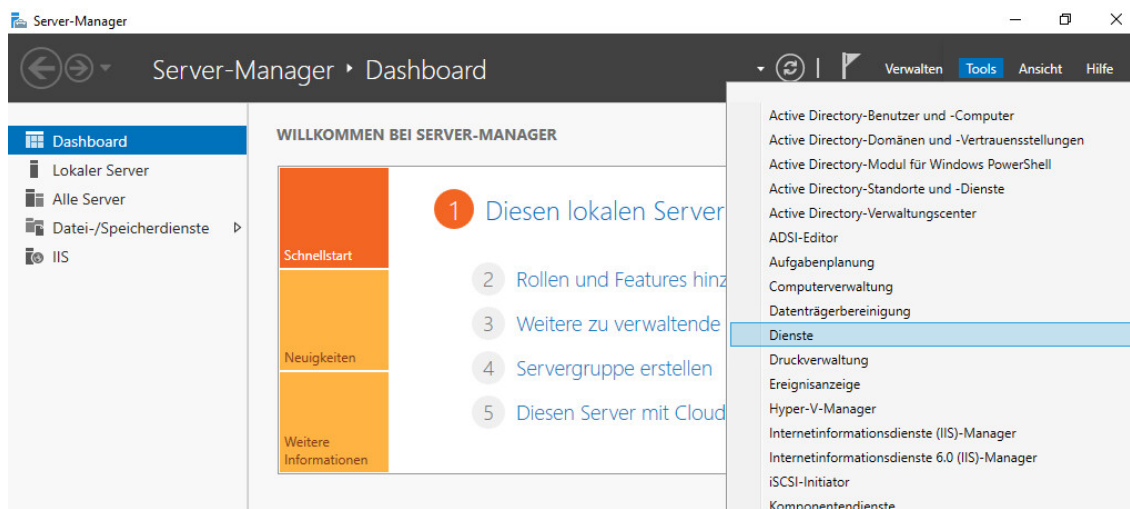 Server-Manager
Server-Manager ‣ Dashboard
Verwalten Tools Ansicht Hilfe
Dashboard
Lokaler Server
Alle Server
Datei-/Speicherdienste
IIS
WILLKOMMEN BEI SERVER-MANAGER
Schnellstart
Neuigkeiten
Weitere
Informationen
1 Diesen lokalen Server
2 Rollen und Features hinz
3 Weitere zu verwaltende
4 Servergruppe erstellen
5 Diesen Server mit Cloud
Active Directory-Benutzer und -Computer
Active Directory-Domänen und -Vertrauensstellungen
Active Directory-Modul für Windows PowerShell
Active Directory-Standorte und -Dienste
Active Directory-Verwaltungscenter
ADSI-Editor
Aufgabenplanung
Computerverwaltung
Datenträgerbereinigung
Dienste
Druckverwaltung
Ereignisanzeige
Hyper-V-Manager
Internetinformationsdienste (IIS)-Manager
Internetinformationsdienste 6.0 (IIS)-Manager
iSCSI-Initiator
Komponentendienste